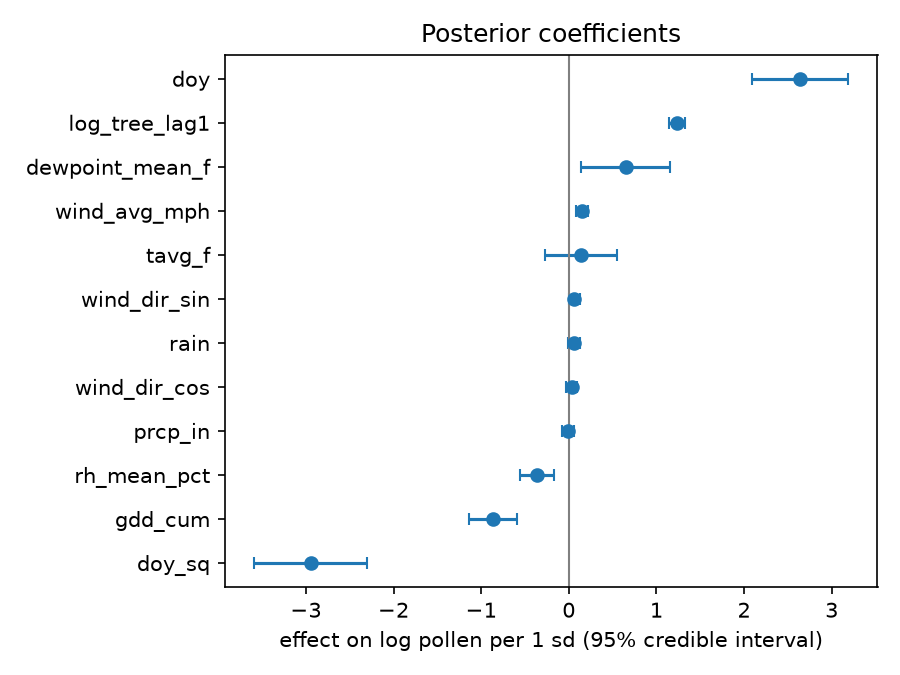 Posterior coefficients
doy
log_tree_lag1
dewpoint_mean_f
wind_avg_mph
tavg_f
wind_dir_sin
rain
wind_dir_cos
prcp_in
rh_mean_pct
gdd_cum
doy_sq
−3 −2 −1 0 1 2 3
effect on log pollen per 1 sd (95% credible interval)